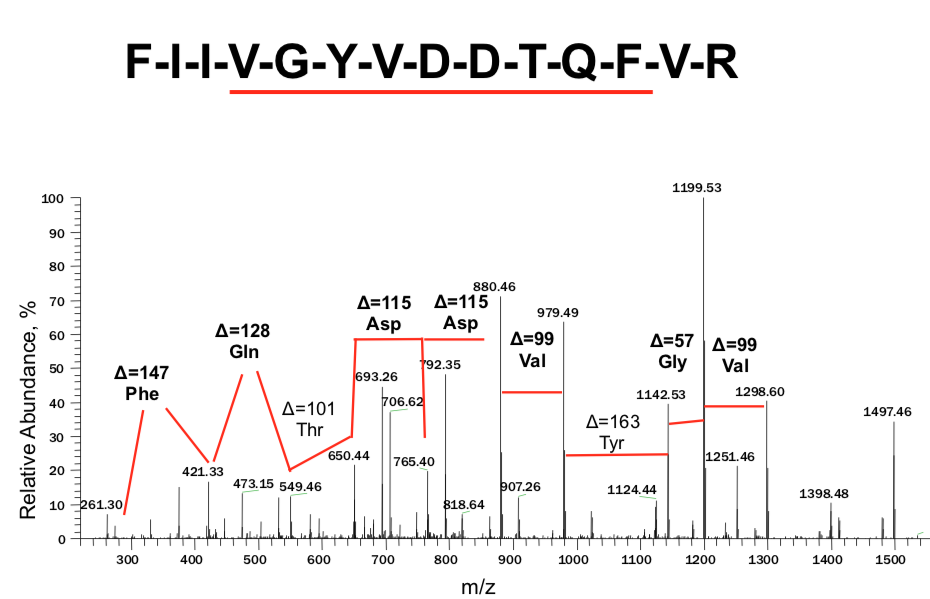 F-I-I-V-G-Y-V-D-D-T-Q-F-V-R
1199.53
100
90
880.46
979.49
Δ=115
Asp
Δ=115
Asp
Δ=128
Gln
Δ=99
Val
Δ=57
Gly
Δ=99
Val
Δ=147
Phe
792.35
693.26
706.62
1142.53
1298.60
Δ=101
Thr
Δ=163
Tyr
1497.46
650.44
765.40
1251.46
421.33
473.15
549.46
907.26
1124.44
1398.48
261.30
818.64
80
70
60
50
40
30
20
10
0
Relative Abundance, %
300 400 500 600 700 800 900 1000 1100 1200 1300 1400 1500
m/z